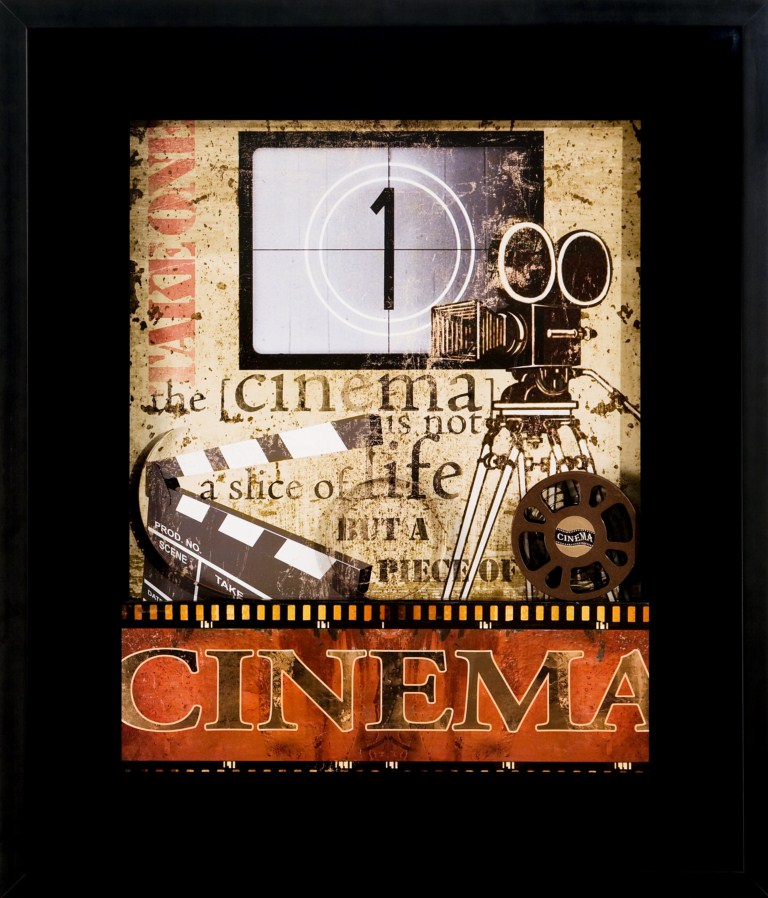 TAKE ONE
1
the [cinema]
is not
a slice of life
BUT A
PIECE OF
PROD. NO.
SCENE
TAKE
DATE
CINEMA
CINEMA